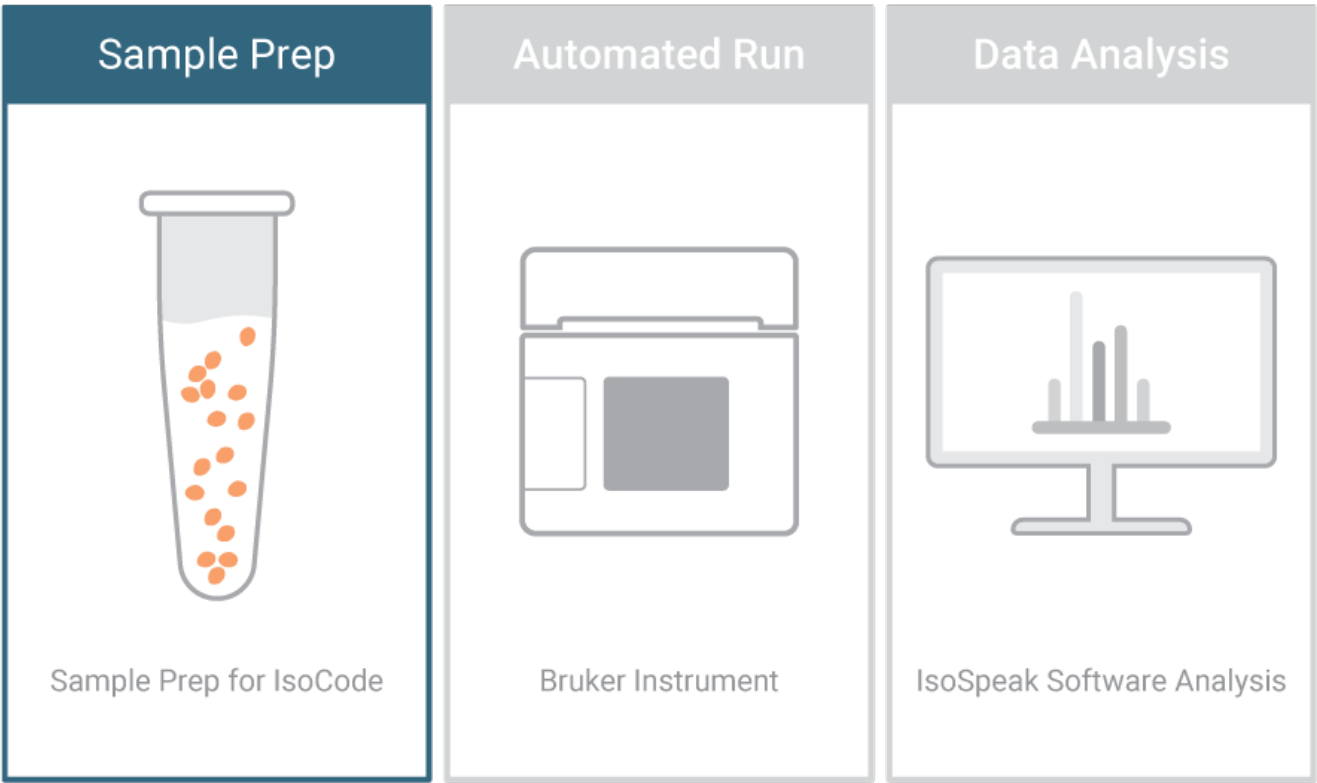 Sample Prep
Automated Run
Data Analysis
Sample Prep for IsoCode
Bruker Instrument
IsoSpeak Software Analysis